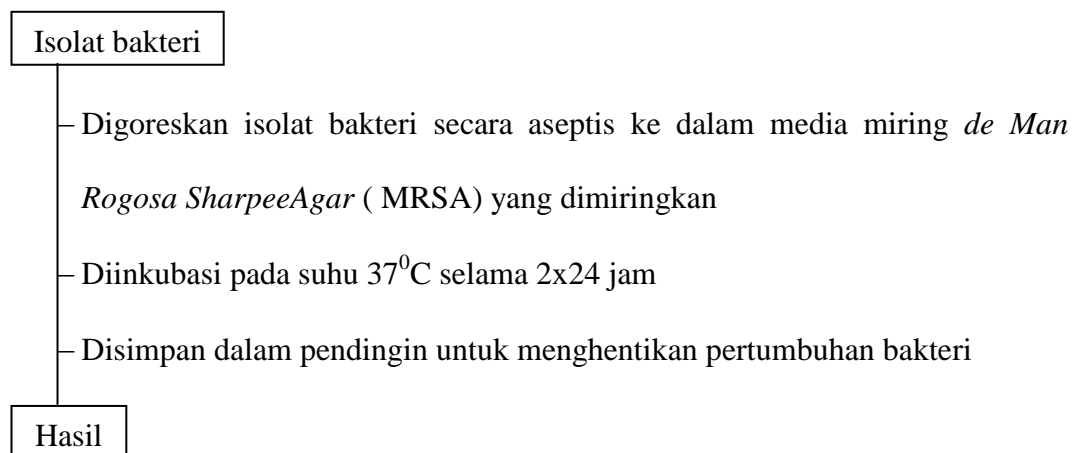 Isolat bakteri
– Digoreskan isolat bakteri secara aseptis ke dalam media miring de Man
Rogosa SharpeeAgar ( MRSA) yang dimiringkan
– Diinkubasi pada suhu 37⁰C selama 2x24 jam
– Disimpan dalam pendingin untuk menghentikan pertumbuhan bakteri
Hasil